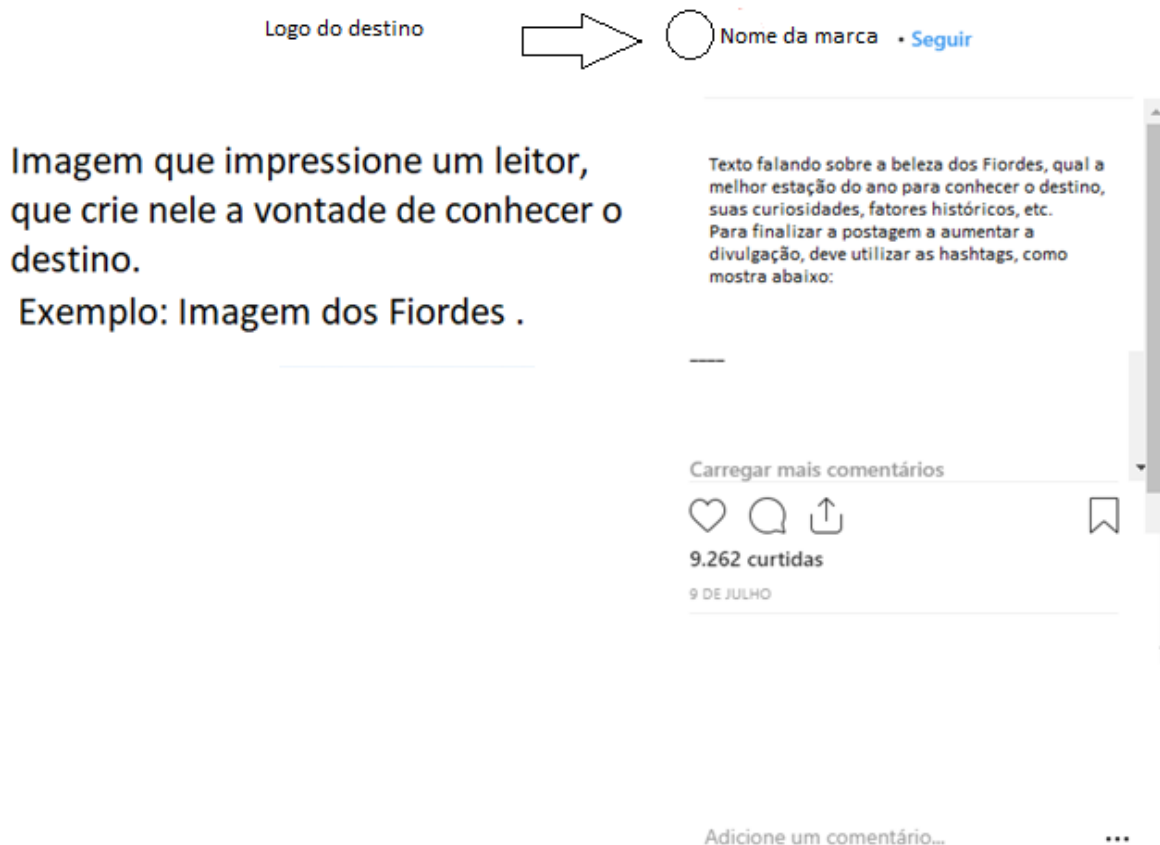 Logo do destino
Nome da marca • Seguir
Imagem que impressione um leitor,
que crie nele a vontade de conhecer o
destino.
Exemplo: Imagem dos Fiordes .
Texto falando sobre a beleza dos Fiordes, qual a
melhor estação do ano para conhecer o destino,
suas curiosidades, fatores históricos, etc.
Para finalizar a postagem a aumentar a
divulgação, deve utilizar as hashtags, como
mostra abaixo:
Carregar mais comentários
9.262 curtidas
9 DE JULHO
Adicione um comentário...